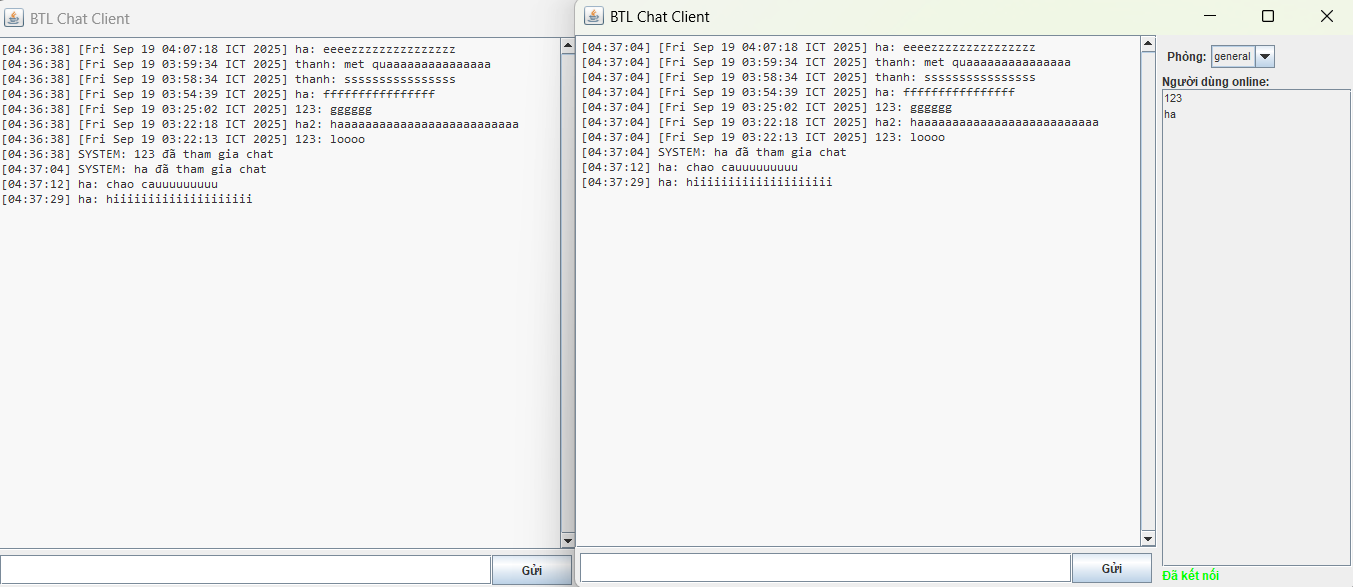 BTL Chat Client
[04:36:38] [Fri Sep 19 04:07:18 ICT 2025] ha: eeeezzzzzzzzzzzzzzz
[04:36:38] [Fri Sep 19 03:59:34 ICT 2025] thanh: met quaaaaaaaaaaaaaaa
[04:36:38] [Fri Sep 19 03:58:34 ICT 2025] thanh: ssssssssssssssss
[04:36:38] [Fri Sep 19 03:54:39 ICT 2025] ha: ffffffffffffffff
[04:36:38] [Fri Sep 19 03:25:02 ICT 2025] 123: gggggg
[04:36:38] [Fri Sep 19 03:22:18 ICT 2025] ha2: haaaaaaaaaaaaaaaaaaaaaaaaaa
[04:36:38] [Fri Sep 19 03:22:13 ICT 2025] 123: loooo
[04:36:38] SYSTEM: 123 đã tham gia chat
[04:37:04] SYSTEM: ha đã tham gia chat
[04:37:12] ha: chao cauuuuuuuuu
[04:37:29] ha: hiiiiiiiiiiiiiiiiiiii
Gửi
BTL Chat Client
[04:37:04] [Fri Sep 19 04:07:18 ICT 2025] ha: eeeezzzzzzzzzzzzzzz
[04:37:04] [Fri Sep 19 03:59:34 ICT 2025] thanh: met quaaaaaaaaaaaaaaa
[04:37:04] [Fri Sep 19 03:58:34 ICT 2025] thanh: ssssssssssssssss
[04:37:04] [Fri Sep 19 03:54:39 ICT 2025] ha: ffffffffffffffff
[04:37:04] [Fri Sep 19 03:25:02 ICT 2025] 123: gggggg
[04:37:04] [Fri Sep 19 03:22:18 ICT 2025] ha2: haaaaaaaaaaaaaaaaaaaaaaaaaa
[04:37:04] [Fri Sep 19 03:22:13 ICT 2025] 123: loooo
[04:37:04] SYSTEM: ha đã tham gia chat
[04:37:12] ha: chao cauuuuuuuuu
[04:37:29] ha: hiiiiiiiiiiiiiiiiiiii
Gửi
Phòng: general
Người dùng online:
123
ha
Đã kết nối